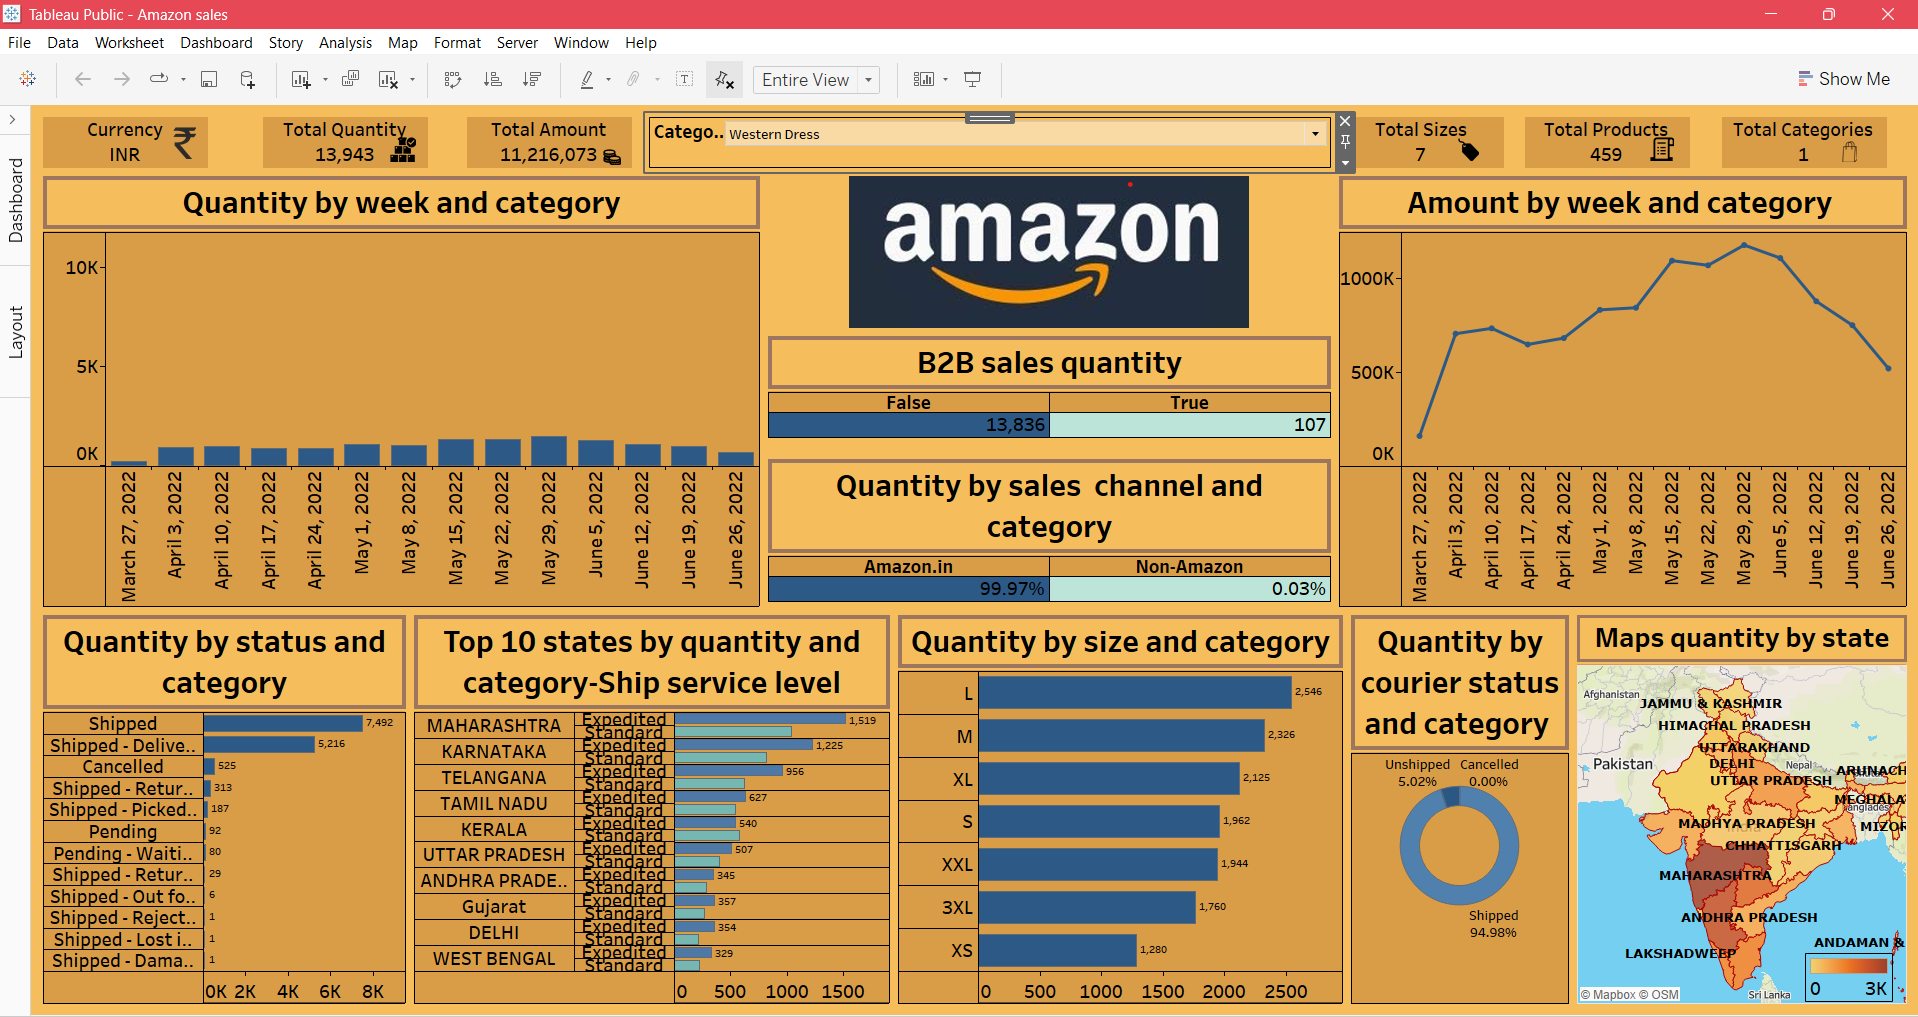 Tableau Public - Amazon sales
File Data Worksheet Dashboard Story Analysis Map Format Server Window Help
Entire View
Show Me
Dashboard
Layout
Currency
INR
Total Quantity
13,943
Total Amount
11,216,073
Catego.. Western Dress
Total Sizes
7
Total Products
459
Total Categories
1
Quantity by week and category
10K
5K
0K
March 27, 2022
April 3, 2022
April 10, 2022
April 17, 2022
April 24, 2022
May 1, 2022
May 8, 2022
May 15, 2022
May 22, 2022
May 29, 2022
June 5, 2022
June 12, 2022
June 19, 2022
June 26, 2022
amazon
B2B sales quantity
False True
13,836 107
Quantity by sales channel and
category
Amazon.in Non-Amazon
99.97% 0.03%
Amount by week and category
1000K
500K
0K
March 27, 2022
April 3, 2022
April 10, 2022
April 17, 2022
April 24, 2022
May 1, 2022
May 8, 2022
May 15, 2022
May 22, 2022
May 29, 2022
June 5, 2022
June 12, 2022
June 19, 2022
June 26, 2022
Quantity by status and
category
Shipped 7,492
Shipped - Delive.. 5,216
Cancelled 525
Shipped - Retur.. 313
Shipped - Picked.. 187
Pending 92
Pending - Waiti.. 80
Shipped - Retur.. 29
Shipped - Out fo.. 6
Shipped - Reject.. 1
Shipped - Lost i.. 1
Shipped - Dama.. 1
0K 2K 4K 6K 8K
Top 10 states by quantity and
category-Ship service level
MAHARASHTRA Expedited 1,519
Standard
KARNATAKA Expedited 1,225
Standard
TELANGANA Expedited 956
Standard
TAMIL NADU Expedited 627
Standard
KERALA Expedited 540
Standard
UTTAR PRADESH Expedited 507
Standard
ANDHRA PRADE.. Expedited 345
Standard
Gujarat Expedited 357
Standard
DELHI Expedited 354
Standard
WEST BENGAL Expedited 329
Standard
0 500 1000 1500
Quantity by size and category
L 2,546
M 2,326
XL 2,125
S 1,962
XXL 1,944
3XL 1,760
XS 1,280
0 500 1000 1500 2000 2500
Quantity by
courier status
and category
Unshipped Cancelled
5.02% 0.00%
Shipped
94.98%
Maps quantity by state
Afghanistan
JAMMU & KASHMIR
HIMACHAL PRADESH
UTTARAKHAND
Pakistan
DELHI
Nepal
ARUNACH
UTTAR PRADESH
MEGHALA
anglades
MADHYA PRADESH
MIZOR
CHHATTISGARH
MAHARASHTRA
ANDHRA PRADESH
ANDAMAN &
LAKSHADWEEP
0 3K
© Mapbox © OSM
Sri Lanka